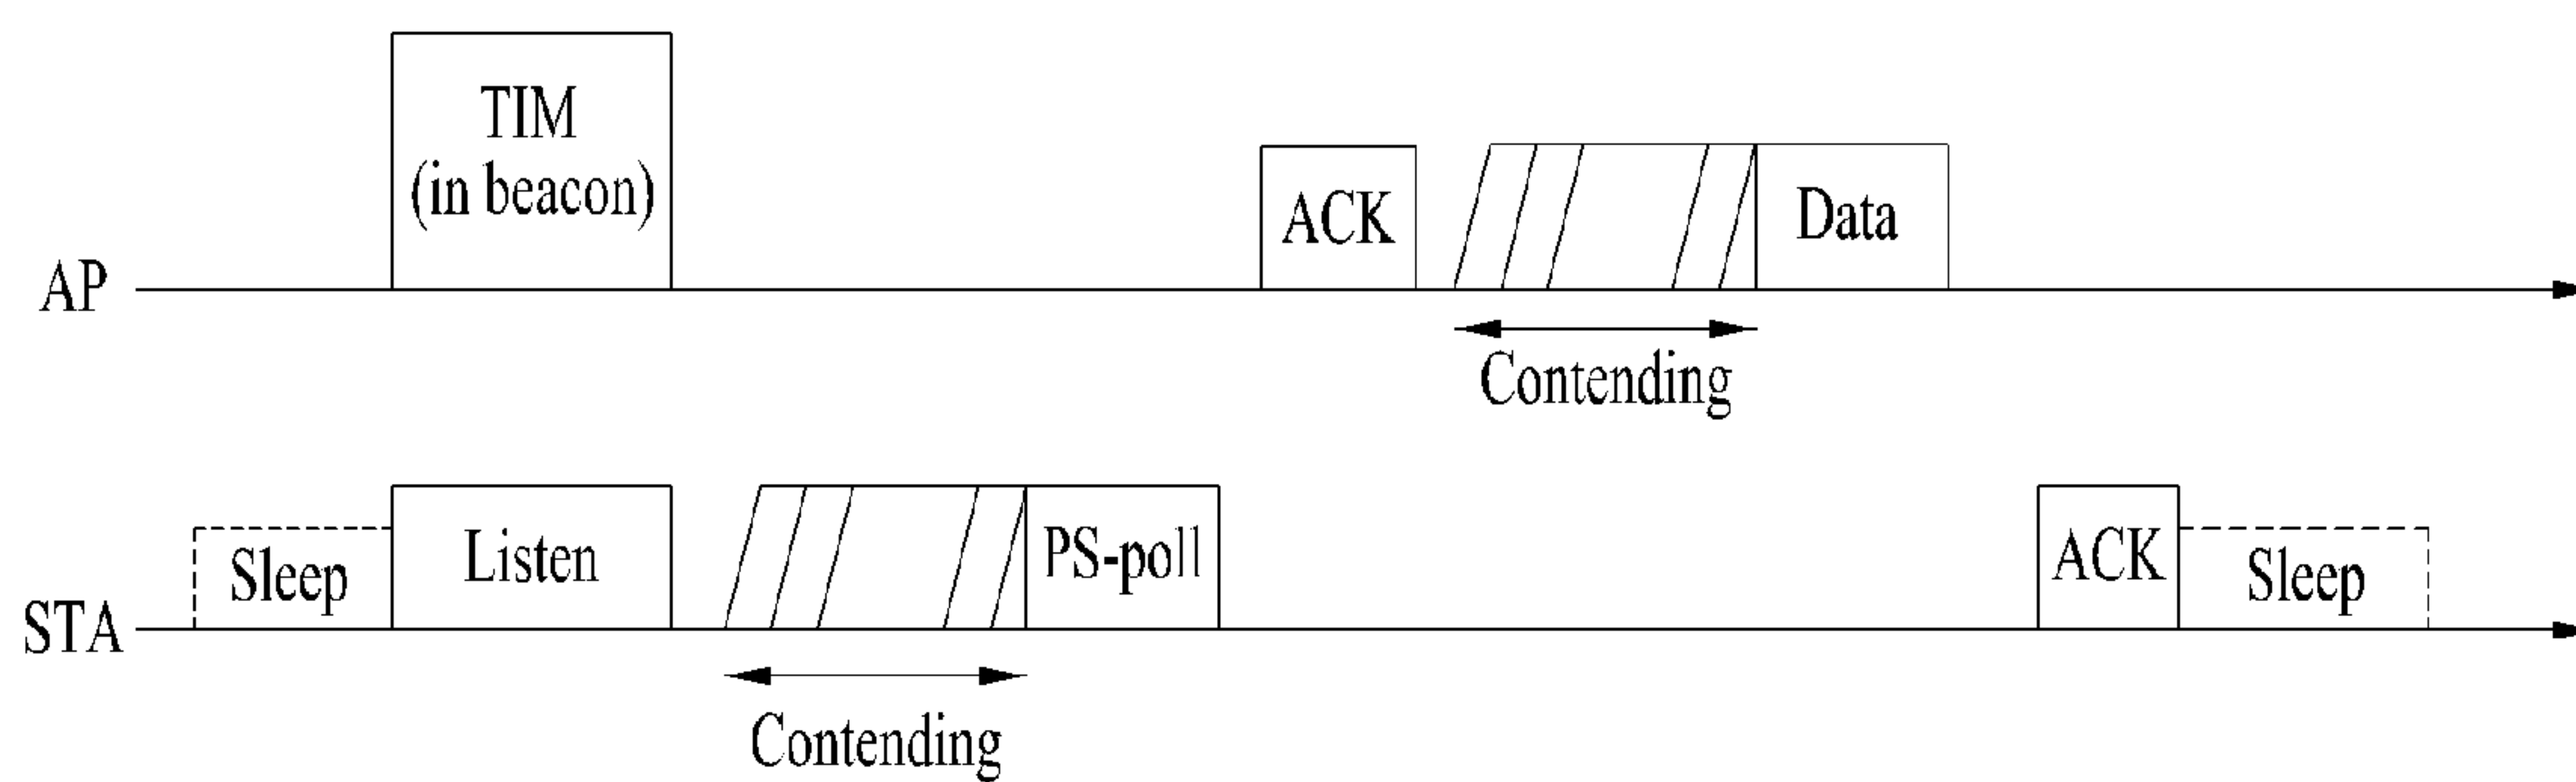 TIM
(in beacon)
ACK
Data
AP
Contending
Sleep
Listen
PS-poll
ACK
Sleep
STA
Contending